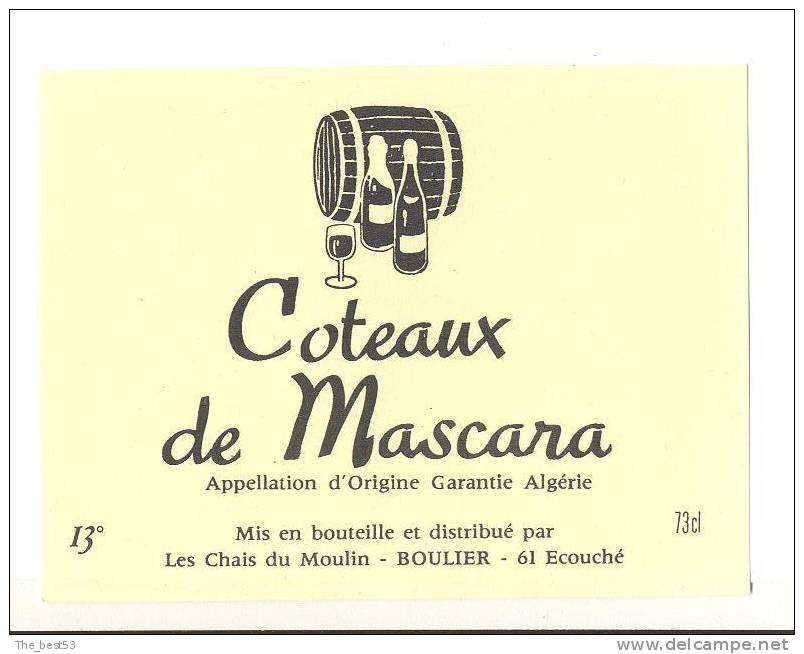 Coteaux
de Mascara
Appellation d'Origine Garantie Algérie
13° 73cl
Mis en bouteille et distribué par
Les Chais du Moulin - BOULIER - 61 Ecouché
The_best53
delcampe.net